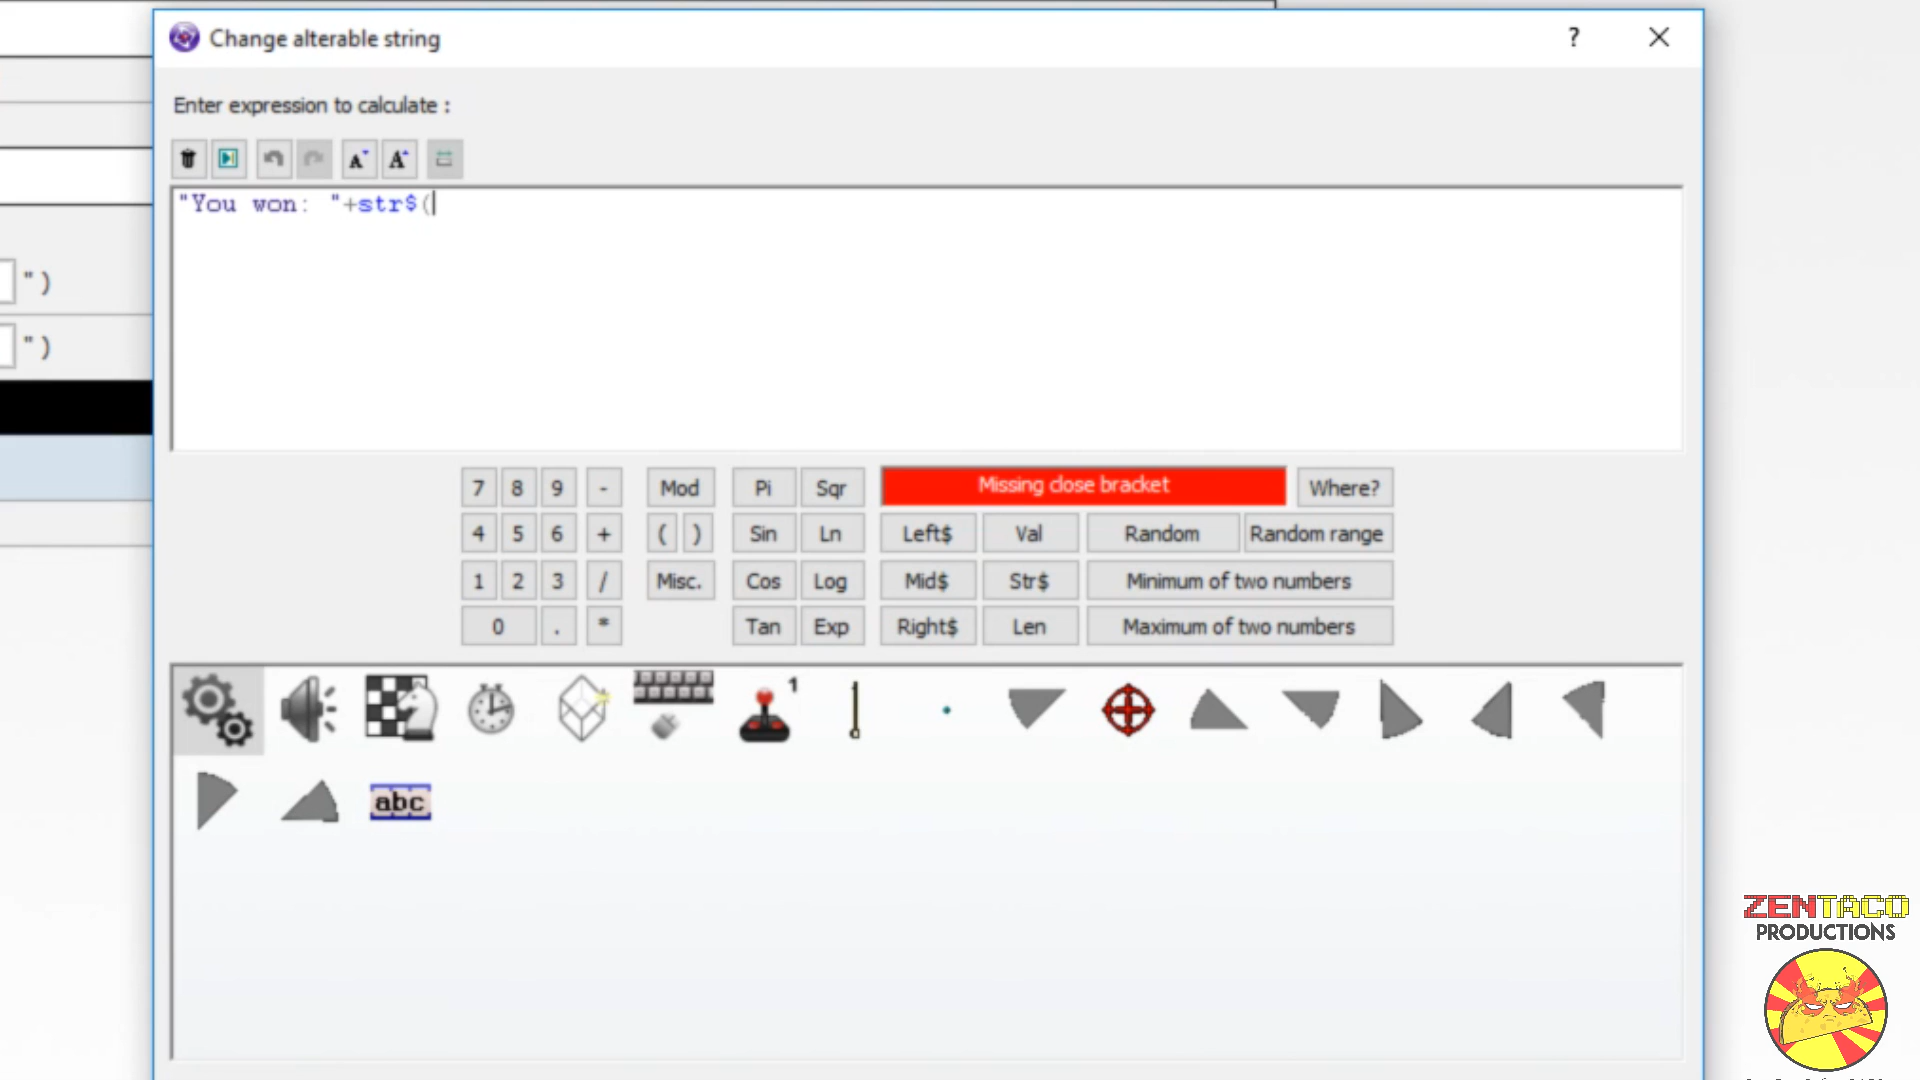 Change alterable string
?
Enter expression to calculate :
A A
"You won: "+str$(
")
")
7 8 9 - Mod Pi Sqr Missing close bracket Where?
4 5 6 + ( ) Sin Ln Left$ Val Random Random range
1 2 3 / Misc. Cos Log Mid$ Str$ Minimum of two numbers
0 . * Tan Exp Right$ Len Maximum of two numbers
1
abc
ZENTACO
PRODUCTIONS